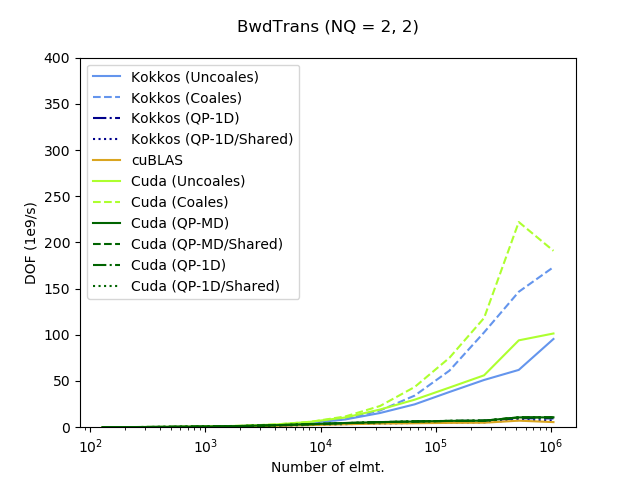 BwdTrans (NQ = 2, 2)
400
350
300
250
200
150
100
50
0
DOF (1e9/s)
Kokkos (Uncoales)
Kokkos (Coales)
Kokkos (QP-1D)
Kokkos (QP-1D/Shared)
cuBLAS
Cuda (Uncoales)
Cuda (Coales)
Cuda (QP-MD)
Cuda (QP-MD/Shared)
Cuda (QP-1D)
Cuda (QP-1D/Shared)
10² 10³ 10⁴ 10⁵ 10⁶
Number of elmt.